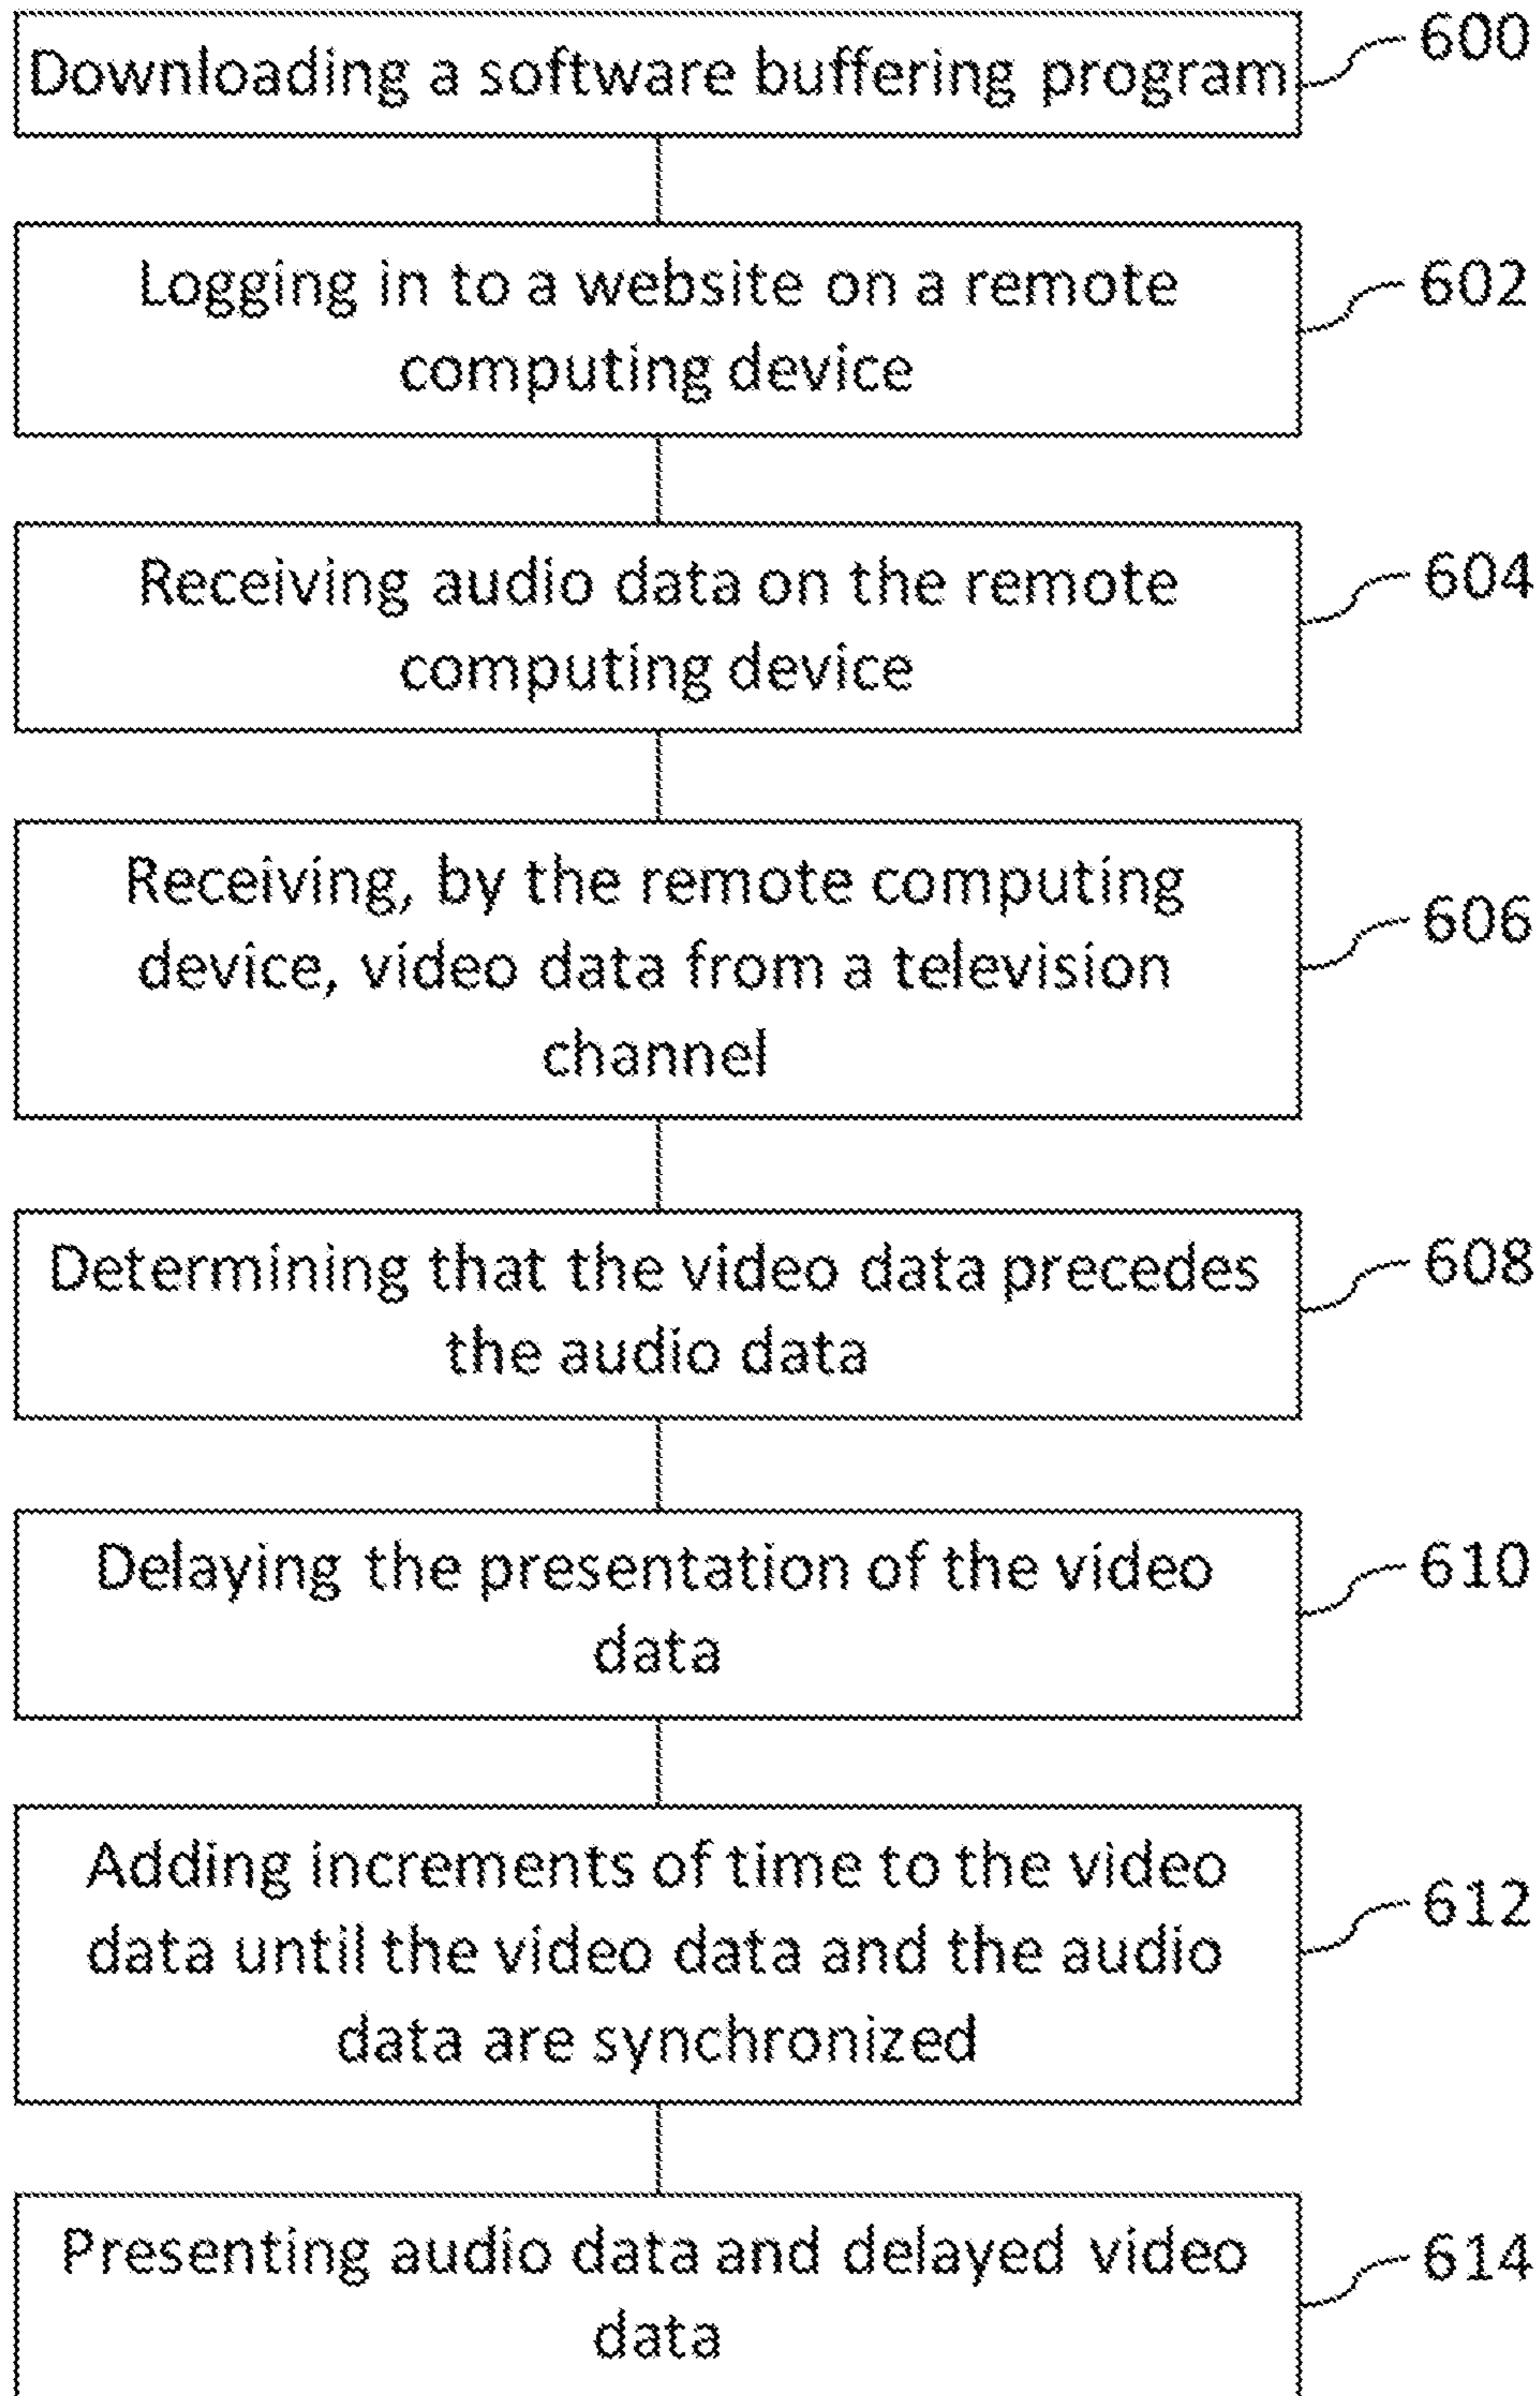 Downloading a software buffering program
600
Logging in to a website on a remote
computing device
602
Receiving audio data on the remote
computing device
604
Receiving, by the remote computing
device, video data from a television
channel
606
Determining that the video data precedes
the audio data
608
Delaying the presentation of the video
data
610
Adding increments of time to the video
data until the video data and the audio
data are synchronized
612
Presenting audio data and delayed video
data
614